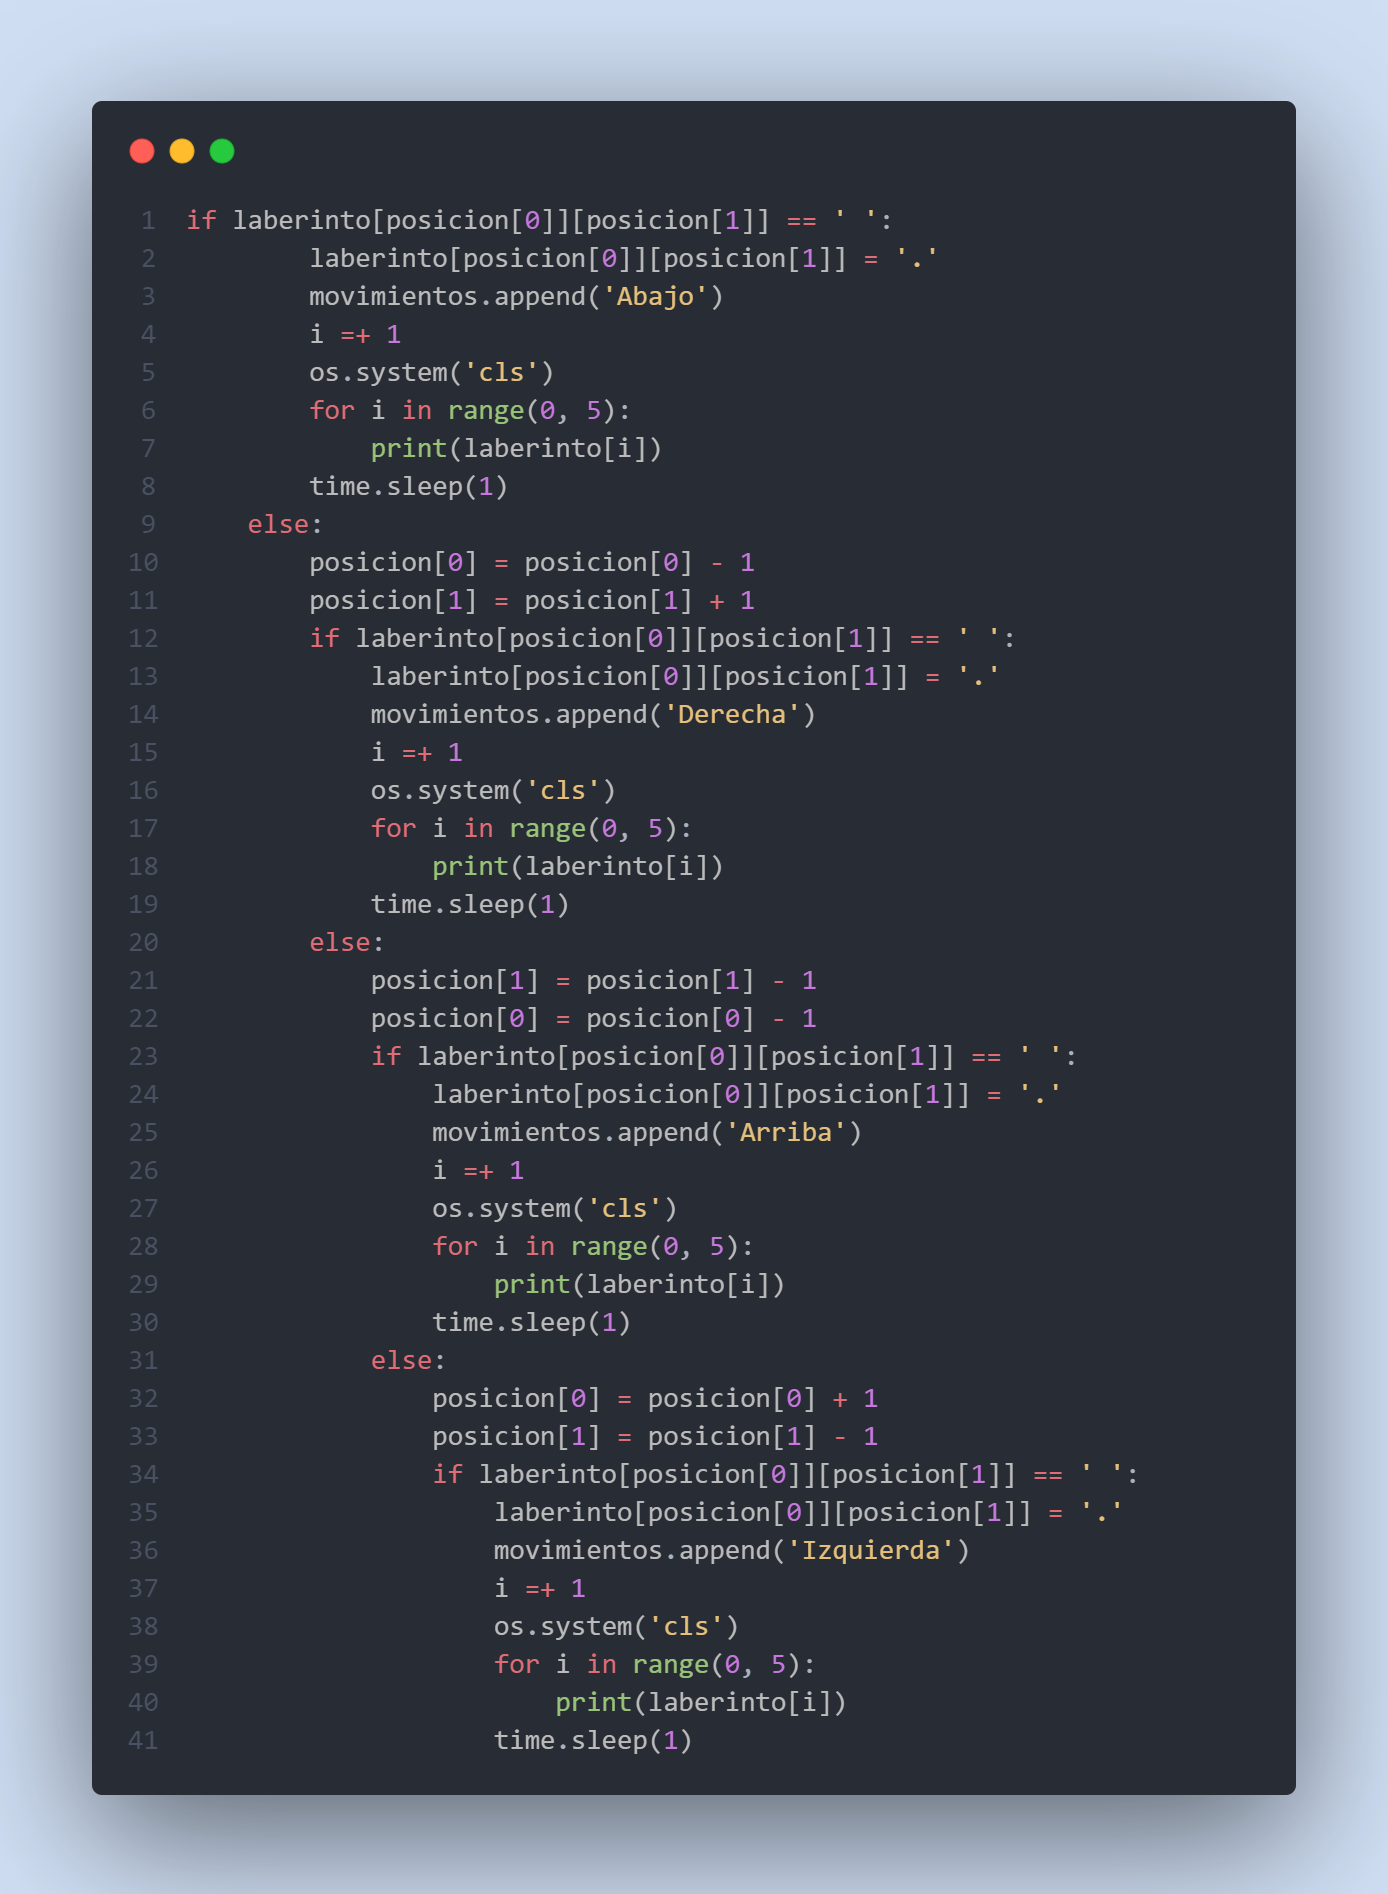 1 if laberinto[posicion[0]][posicion[1]] == ' ':
2         laberinto[posicion[0]][posicion[1]] = '.'
3         movimientos.append('Abajo')
4         i =+ 1
5         os.system('cls')
6         for i in range(0, 5):
7             print(laberinto[i])
8         time.sleep(1)
9     else:
10         posicion[0] = posicion[0] - 1
11         posicion[1] = posicion[1] + 1
12         if laberinto[posicion[0]][posicion[1]] == ' ':
13             laberinto[posicion[0]][posicion[1]] = '.'
14             movimientos.append('Derecha')
15             i =+ 1
16             os.system('cls')
17             for i in range(0, 5):
18                 print(laberinto[i])
19             time.sleep(1)
20         else:
21             posicion[1] = posicion[1] - 1
22             posicion[0] = posicion[0] - 1
23             if laberinto[posicion[0]][posicion[1]] == ' ':
24                 laberinto[posicion[0]][posicion[1]] = '.'
25                 movimientos.append('Arriba')
26                 i =+ 1
27                 os.system('cls')
28                 for i in range(0, 5):
29                     print(laberinto[i])
30                 time.sleep(1)
31             else:
32                 posicion[0] = posicion[0] + 1
33                 posicion[1] = posicion[1] - 1
34                 if laberinto[posicion[0]][posicion[1]] == ' ':
35                     laberinto[posicion[0]][posicion[1]] = '.'
36                     movimientos.append('Izquierda')
37                     i =+ 1
38                     os.system('cls')
39                     for i in range(0, 5):
40                         print(laberinto[i])
41                     time.sleep(1)